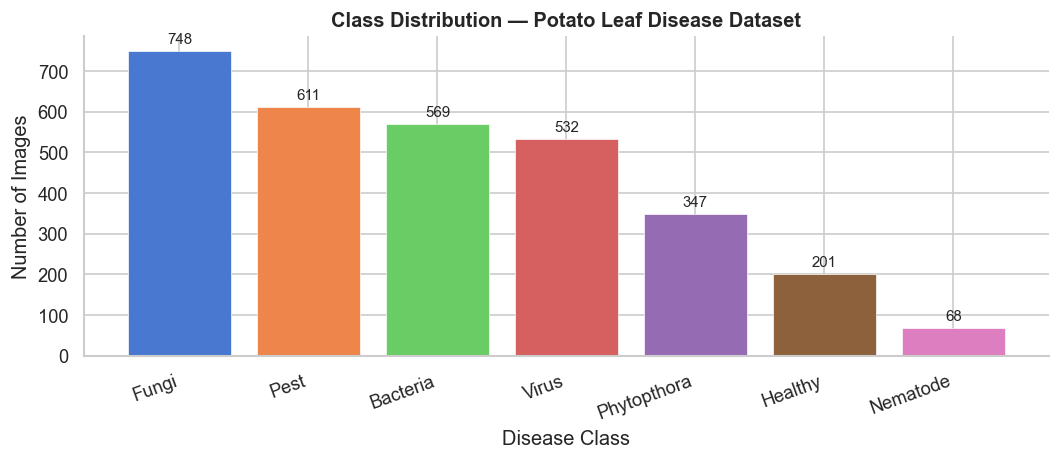 Class Distribution — Potato Leaf Disease Dataset
Number of Images
700
600
500
400
300
200
100
0
748
611
569
532
347
201
68
Fungi
Pest
Bacteria
Virus
Phytopthora
Healthy
Nematode
Disease Class